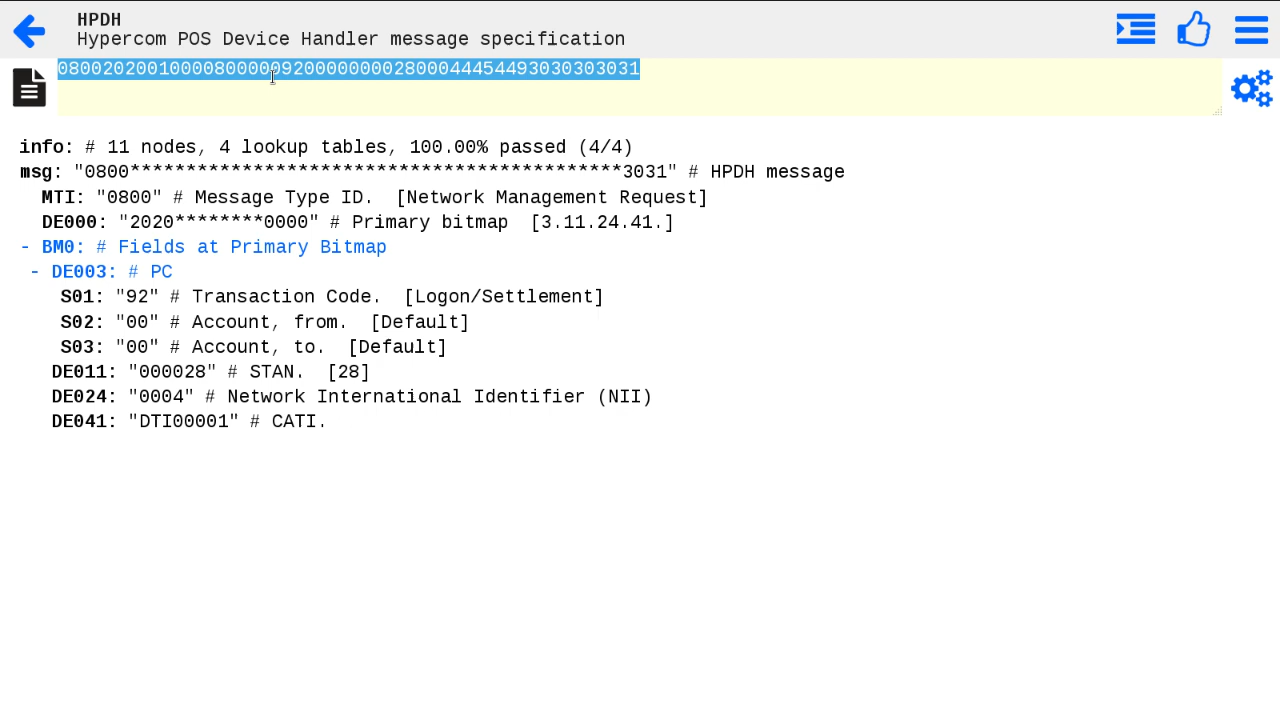 HPDH
Hypercom POS Device Handler message specification
0800202001000080000092000000002800044454493030303031
info: # 11 nodes, 4 lookup tables, 100.00% passed (4/4)
msg: "0800********************************************3031" # HPDH message
MTI: "0800" # Message Type ID. [Network Management Request]
DE000: "2020********0000" # Primary bitmap [3.11.24.41.]
- BM0: # Fields at Primary Bitmap
- DE003: # PC
S01: "92" # Transaction Code. [Logon/Settlement]
S02: "00" # Account, from. [Default]
S03: "00" # Account, to. [Default]
DE011: "000028" # STAN. [28]
DE024: "0004" # Network International Identifier (NII)
DE041: "DTI00001" # CATI.